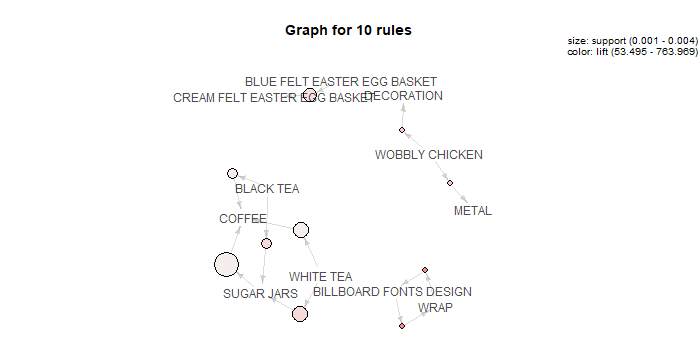 Graph for 10 rules
size: support (0.001 - 0.004)
color: lift (53.495 - 763.969)
BLUE FELT EASTER EGG BASKET
CREAM FELT EASTER EGG BASKET
DECORATION
WOBBLY CHICKEN
BLACK TEA
METAL
COFFEE
WHITE TEA
SUGAR JARS
BILLBOARD FONTS DESIGN
WRAP